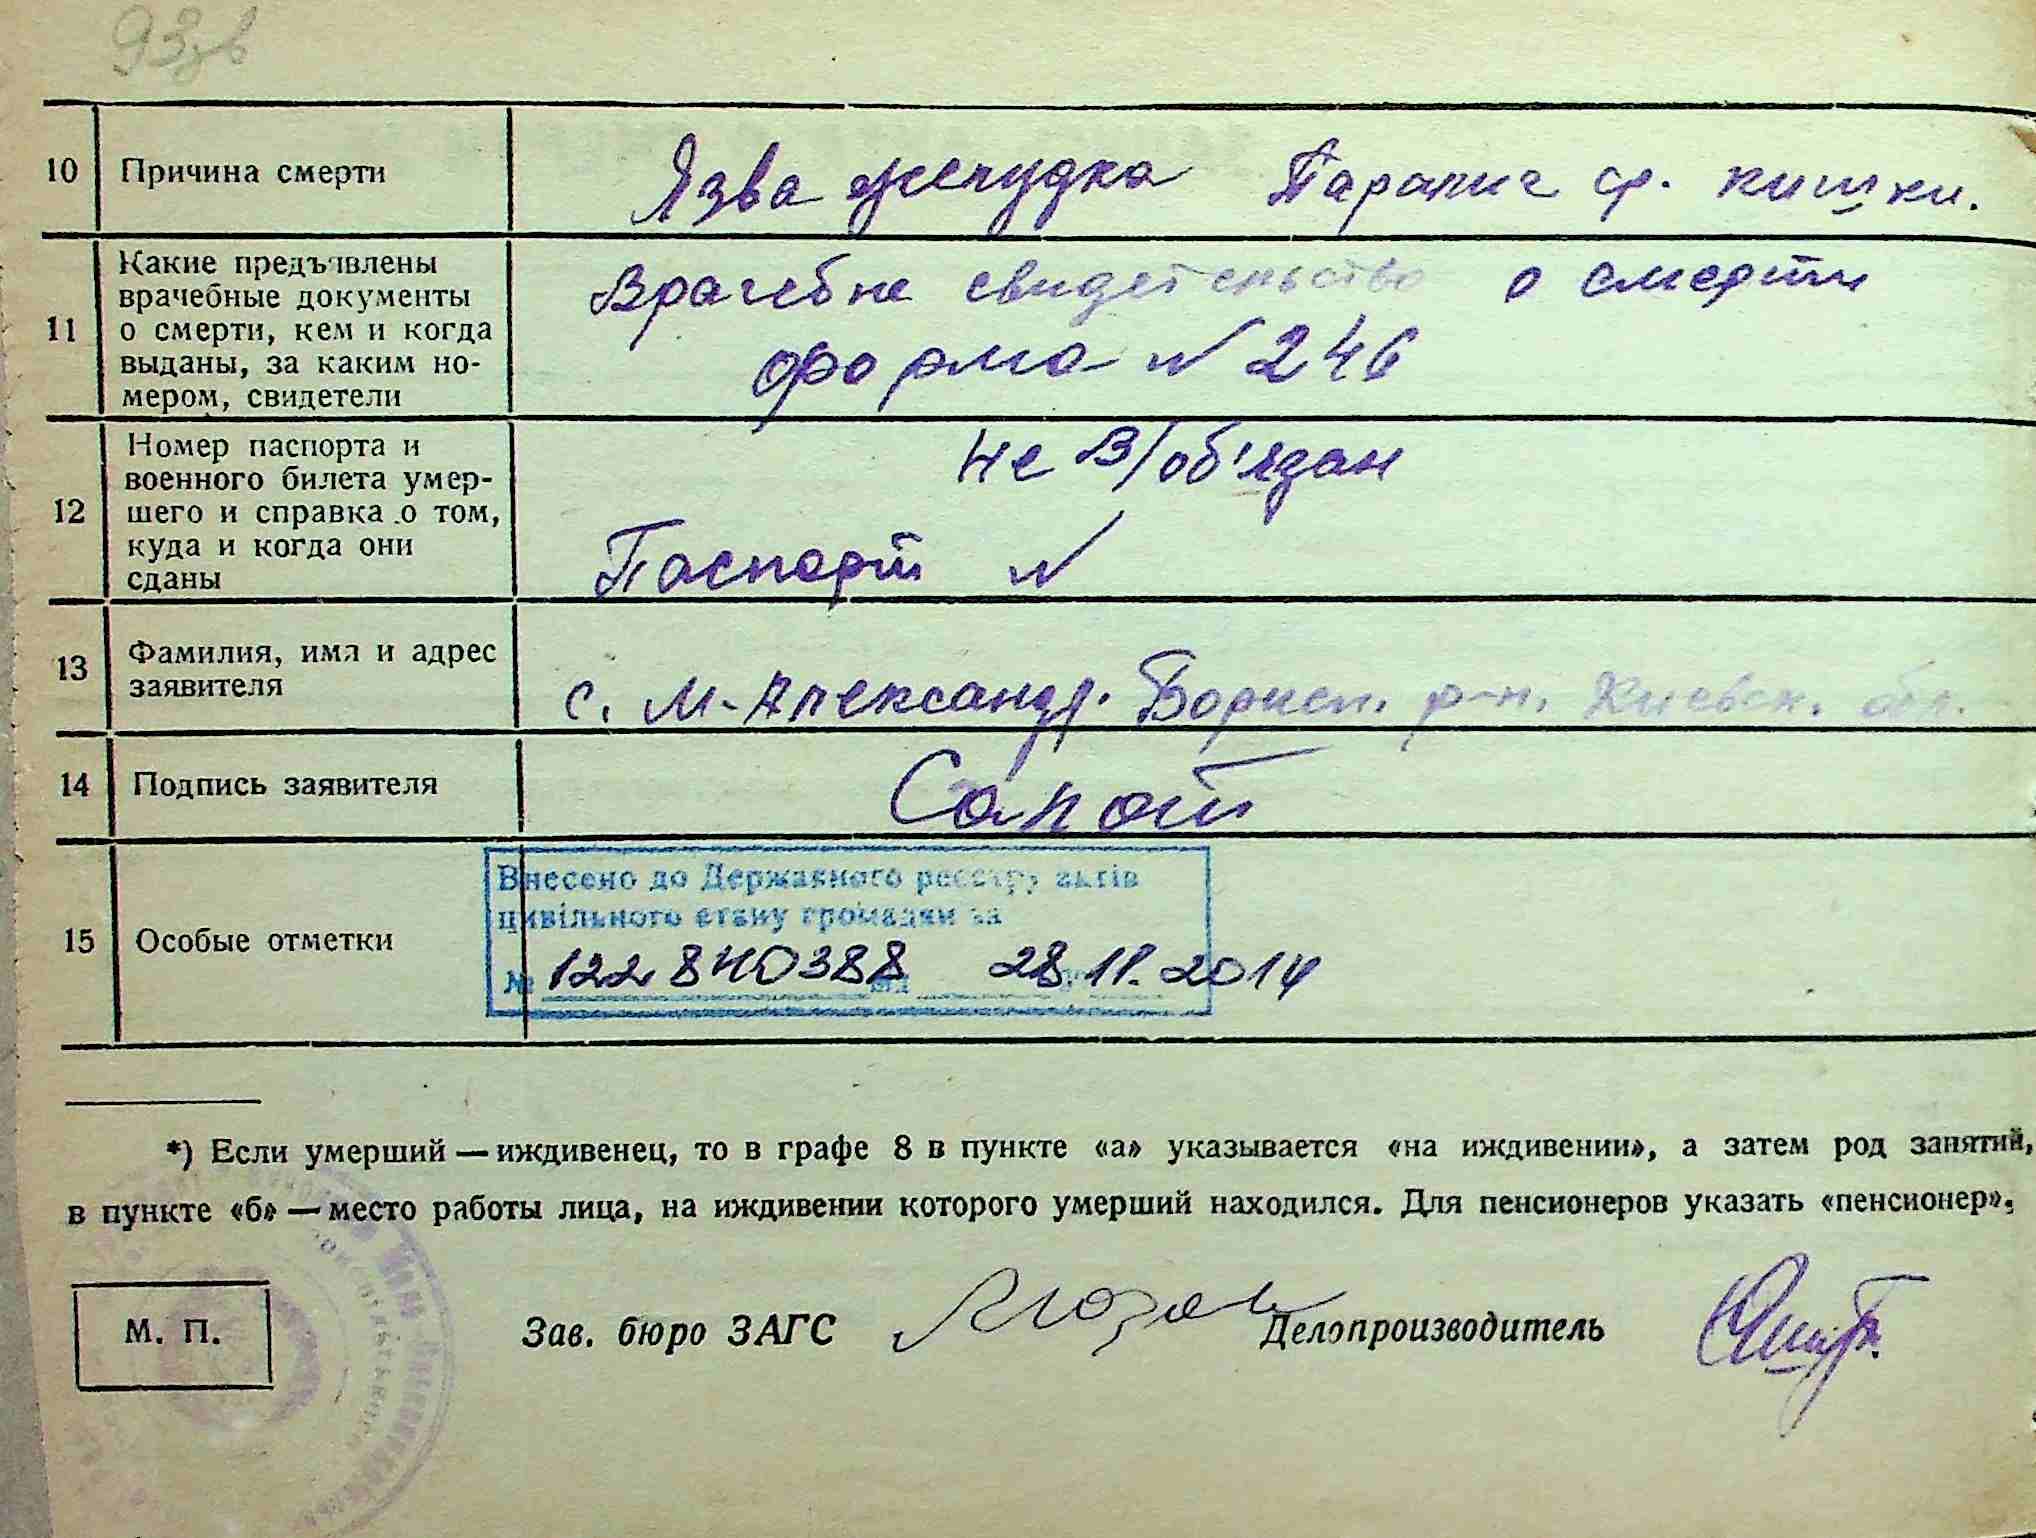 93зв
10 Причина смерти Язва желудка Паралич ср. кишки.
11 Какие предъявлены врачебные документы о смерти, кем и когда выданы, за каким но-
мером, свидетели
Врачебне свидетельство о смерти
форма N 246
12 Номер паспорта и
военного билета умер-
шего и справка о том,
куда и когда они
сданы
не в/об'язан
Паспорт N
13 Фамилия, имя и адрес
заявителя
с. М-Александр. Борисп. р-н. Киевск. обл.
14 Подпись заявителя Сапот
15 Особые отметки
Внесено до Державного реєстру актів
цивільного стану громадян за
№ 122840388 від 28.11.2014
*) Если умерший — иждивенец, то в графе 8 в пункте «а» указывается «на иждивении», а затем род занятий,
в пункте «б» — место работы лица, на иждивении которого умерший находился. Для пенсионеров указать «пенсионер».
М. П. Зав. бюро ЗАГС Делопроизводитель